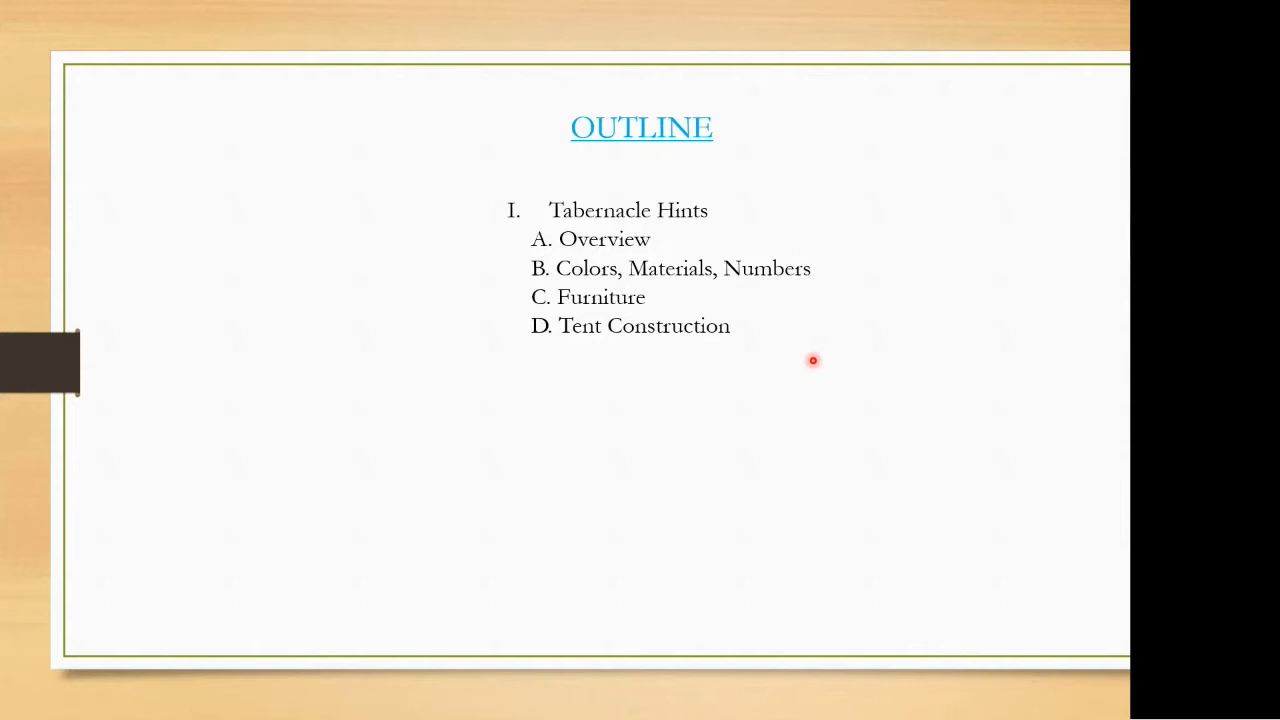 OUTLINE
I. Tabernacle Hints
A. Overview
B. Colors, Materials, Numbers
C. Furniture
D. Tent Construction